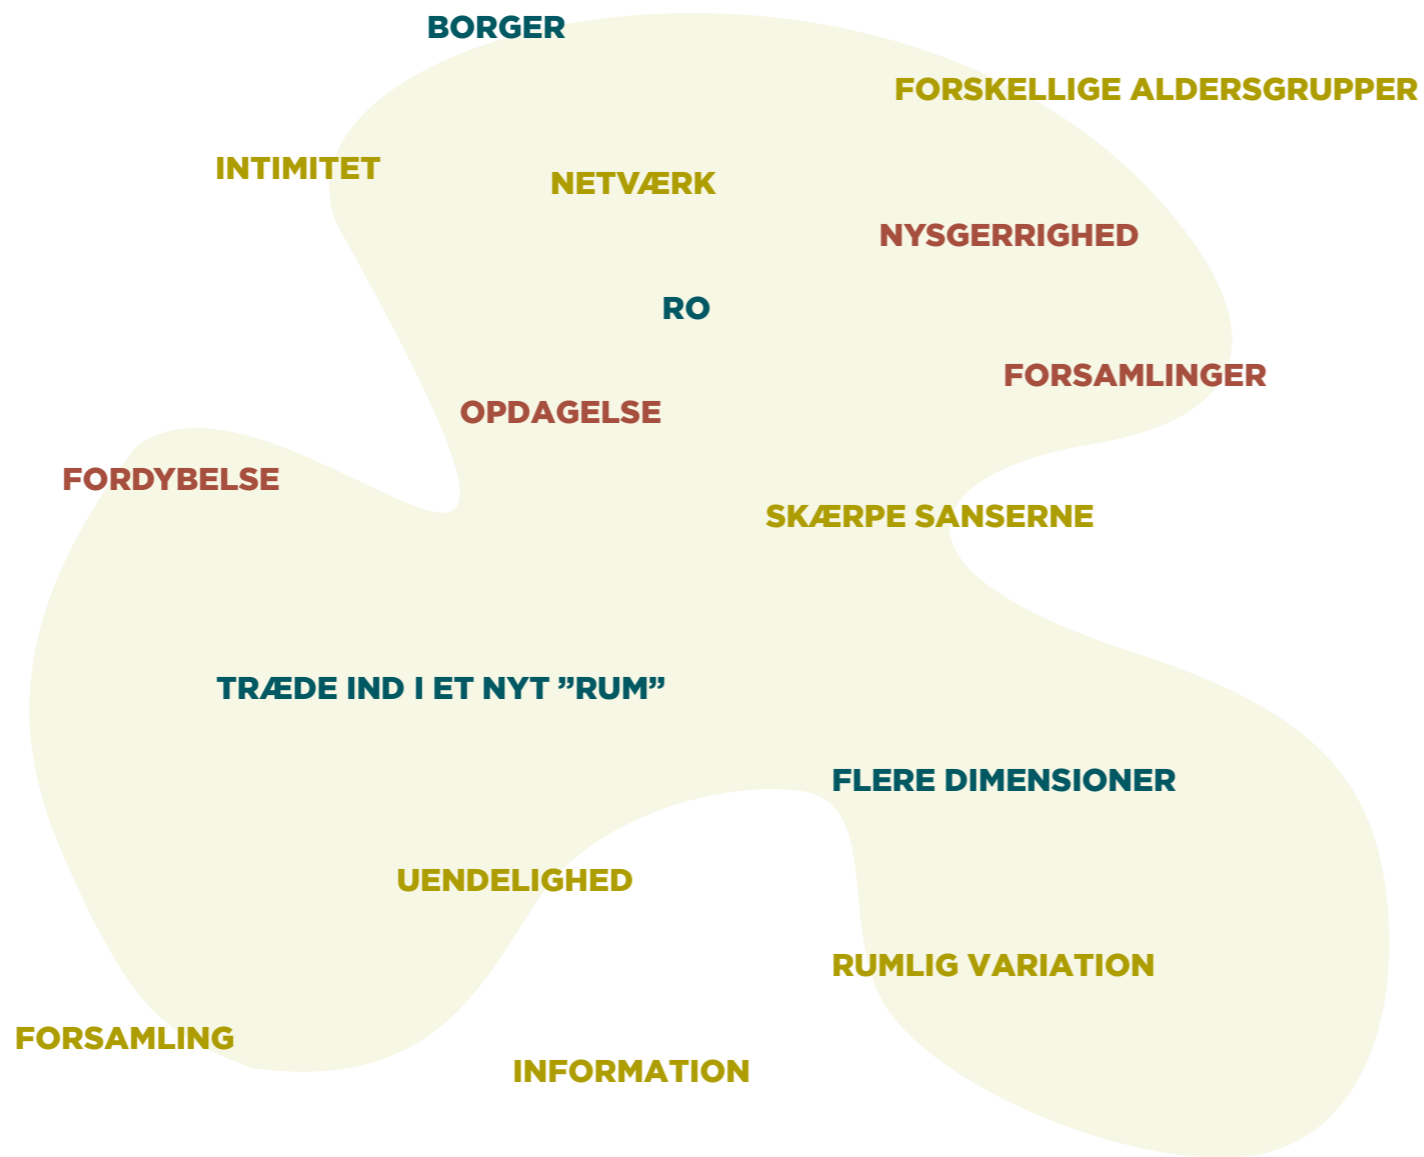 BORGER
FORSKELLIGE ALDERSGRUPPER
INTIMITET
NETVÆRK
NYSGERRIGHED
RO
FORSAMLINGER
OPDAGELSE
FORDYBELSE
SKÆRPE SANSERNE
TRÆDE IND I ET NYT ”RUM”
FLERE DIMENSIONER
UENDELIGHED
RUMLIG VARIATION
FORSAMLING
INFORMATION